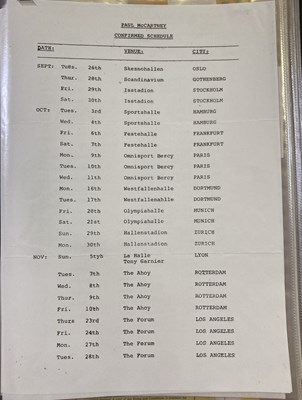 PAUL McCARTNEY
CONFIRMED SCHEDULE
DATE: VENUE: CITY:
SEPT: Tues. 26th Skeamohallen OSLO
Thur. 28th Scandinavium GOTHERBERG
Fri. 29th Isstadion STOCKHOLM
Sat. 30th Isstadion STOCKHOLM
OCT: Tues. 3rd Sportshalle HAMBURG
Wed. 4th Sportshalle HAMBURG
Fri. 6th Festehalle FRANKFURT
Sat. 7th Festehalle FRANKFURT
Mon. 9th Omnisport Bercy PARIS
Tues. 10th Omnisport Bercy PARIS
Wed. 11th Omnisport Bercy PARIS
Mon. 16th Westfallenhalle DORTMUND
Tues. 17th Westfallenhalle DORTMUND
Fri. 20th Olympiahalle MUNICH
Sat. 21st Olympiahalle MUNICH
Sun. 29th Hallenstadion ZURICH
Mon. 30th Hallenstadion ZURICH
NOV: Sun. 5tyh La Halle LYON
Tony Garnier
Tues. 7th The Ahoy ROTTERDAM
Wed. 8th The Ahoy ROTTERDAM
Thur. 9th The Ahoy ROTTERDAM
Fri. 10th The Ahoy ROTTERDAM
Thurs 23rd The Forum LOS ANGELES
Fri. 24th The Forum LOS ANGELES
Mon. 27th The Forum LOS ANGELES
Tues. 28th The Forum LOS ANGELES